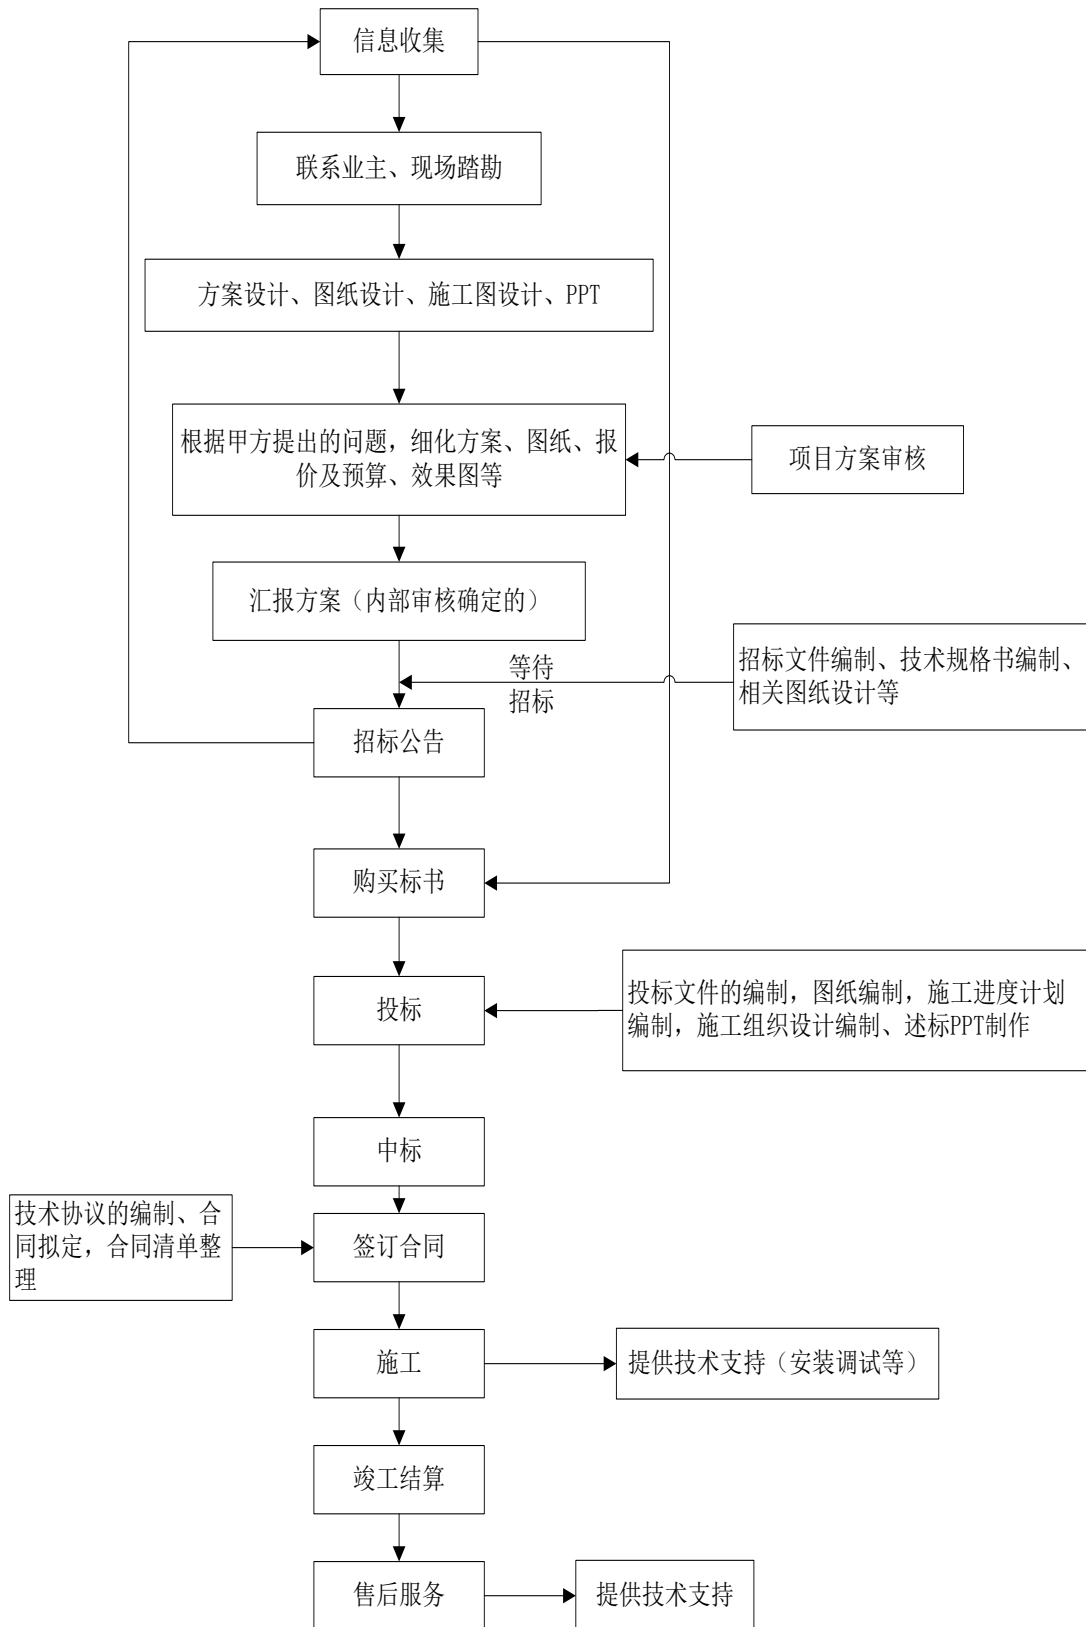 信息收集
联系业主、现场踏勘
方案设计、图纸设计、施工图设计、PPT
根据甲方提出的问题，细化方案、图纸、报
价及预算、效果图等
项目方案审核
汇报方案（内部审核确定的）
等待
招标
招标文件编制、技术规格书编制、
相关图纸设计等
招标公告
购买标书
投标
投标文件的编制，图纸编制，施工进度计划
编制，施工组织设计编制、述标PPT制作
中标
技术协议的编制、合
同拟定，合同清单整
理
签订合同
施工
提供技术支持（安装调试等）
竣工结算
售后服务
提供技术支持